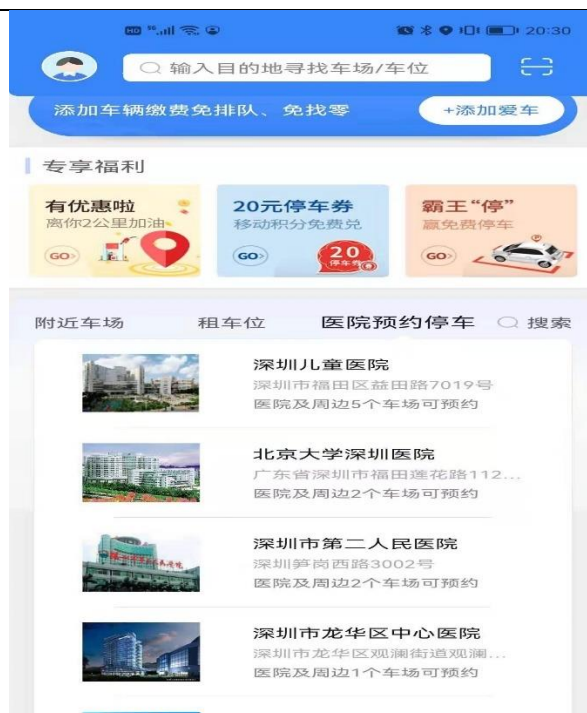 HD 5G 20:30
输入目的地寻找车场/车位
添加车辆缴费免排队、免找零
+添加爱车
专享福利
有优惠啦
离你2公里加油
GO>
20元停车券
移动积分免费兑
GO>
20
停车券
霸王“停”
赢免费停车
GO>
附近车场 租车位 医院预约停车 搜索
深圳儿童医院
深圳市福田区益田路7019号
医院及周边5个车场可预约
北京大学深圳医院
广东省深圳市福田莲花路112...
医院及周边2个车场可预约
深圳市第二人民医院
深圳笋岗西路3002号
医院及周边2个车场可预约
深圳市龙华区中心医院
深圳市龙华区观澜街道观澜...
医院及周边1个车场可预约